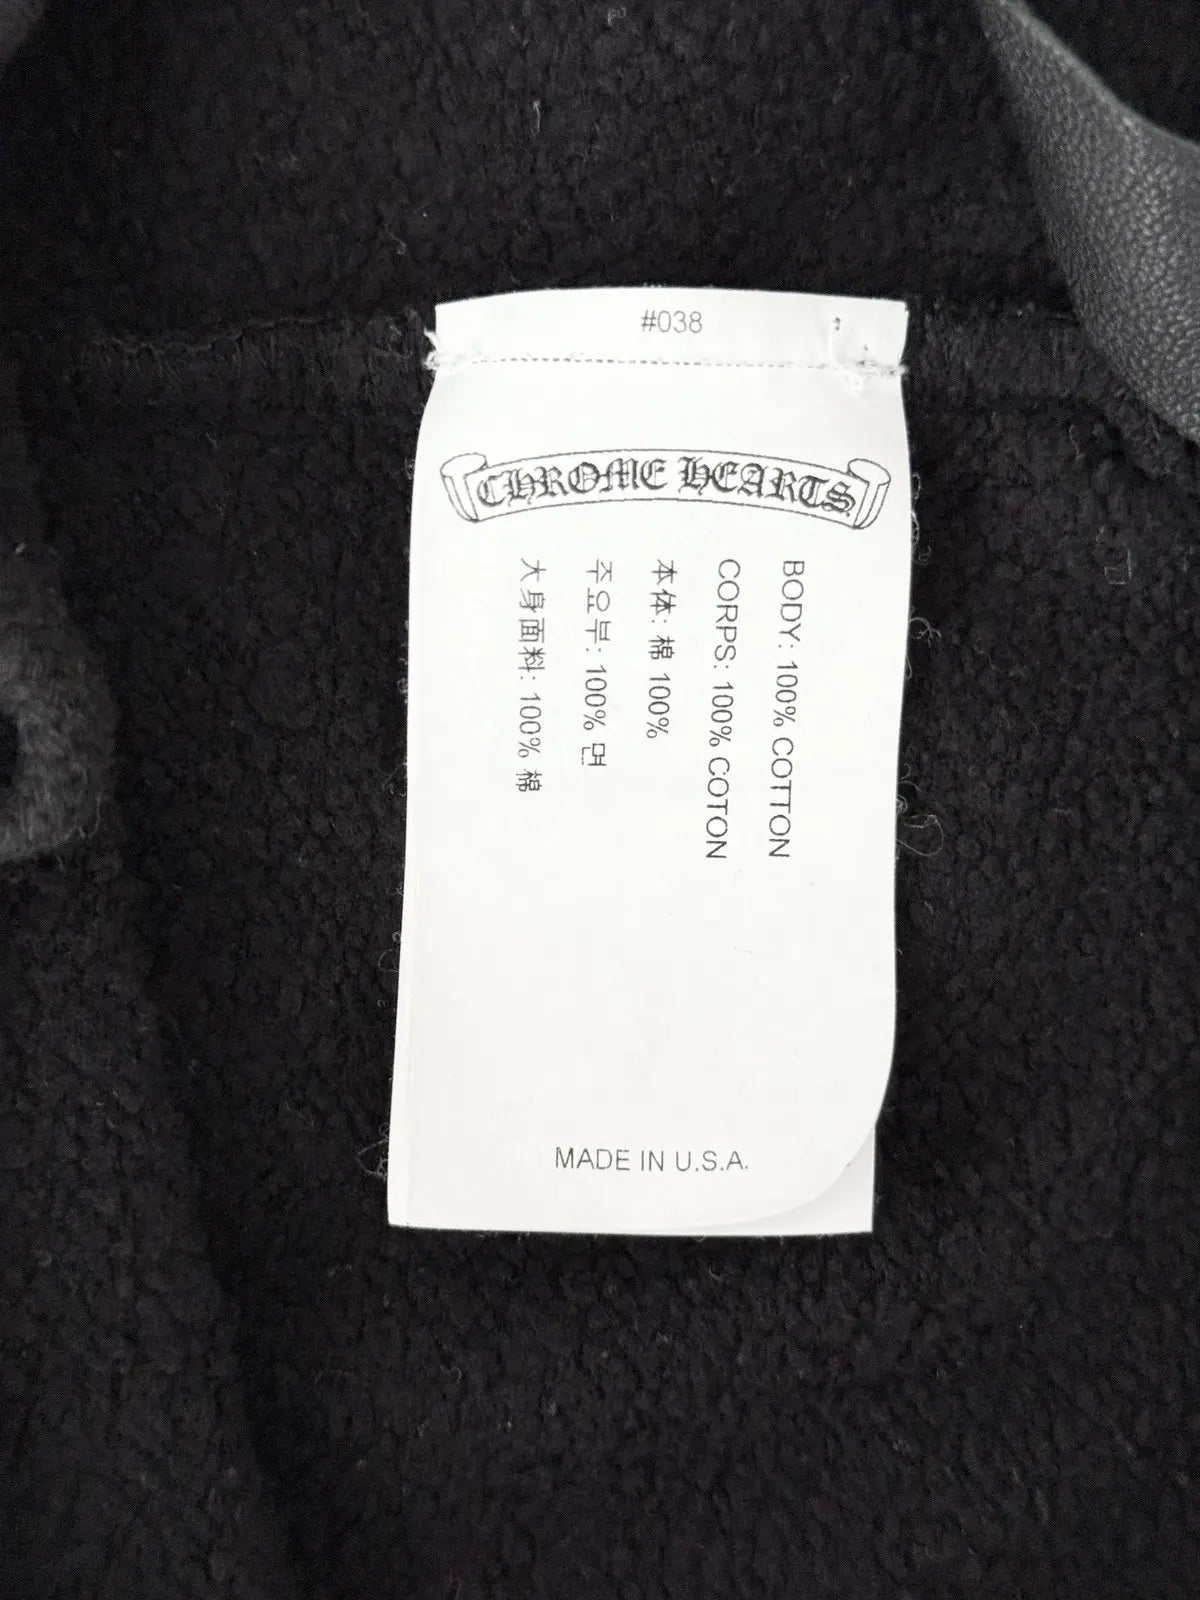 #038
CHROME HEARTS
BODY: 100% COTTON
CORPS: 100% COTON
本体: 棉 100%
주요부: 100% 면
大身面料: 100% 棉
MADE IN U.S.A.